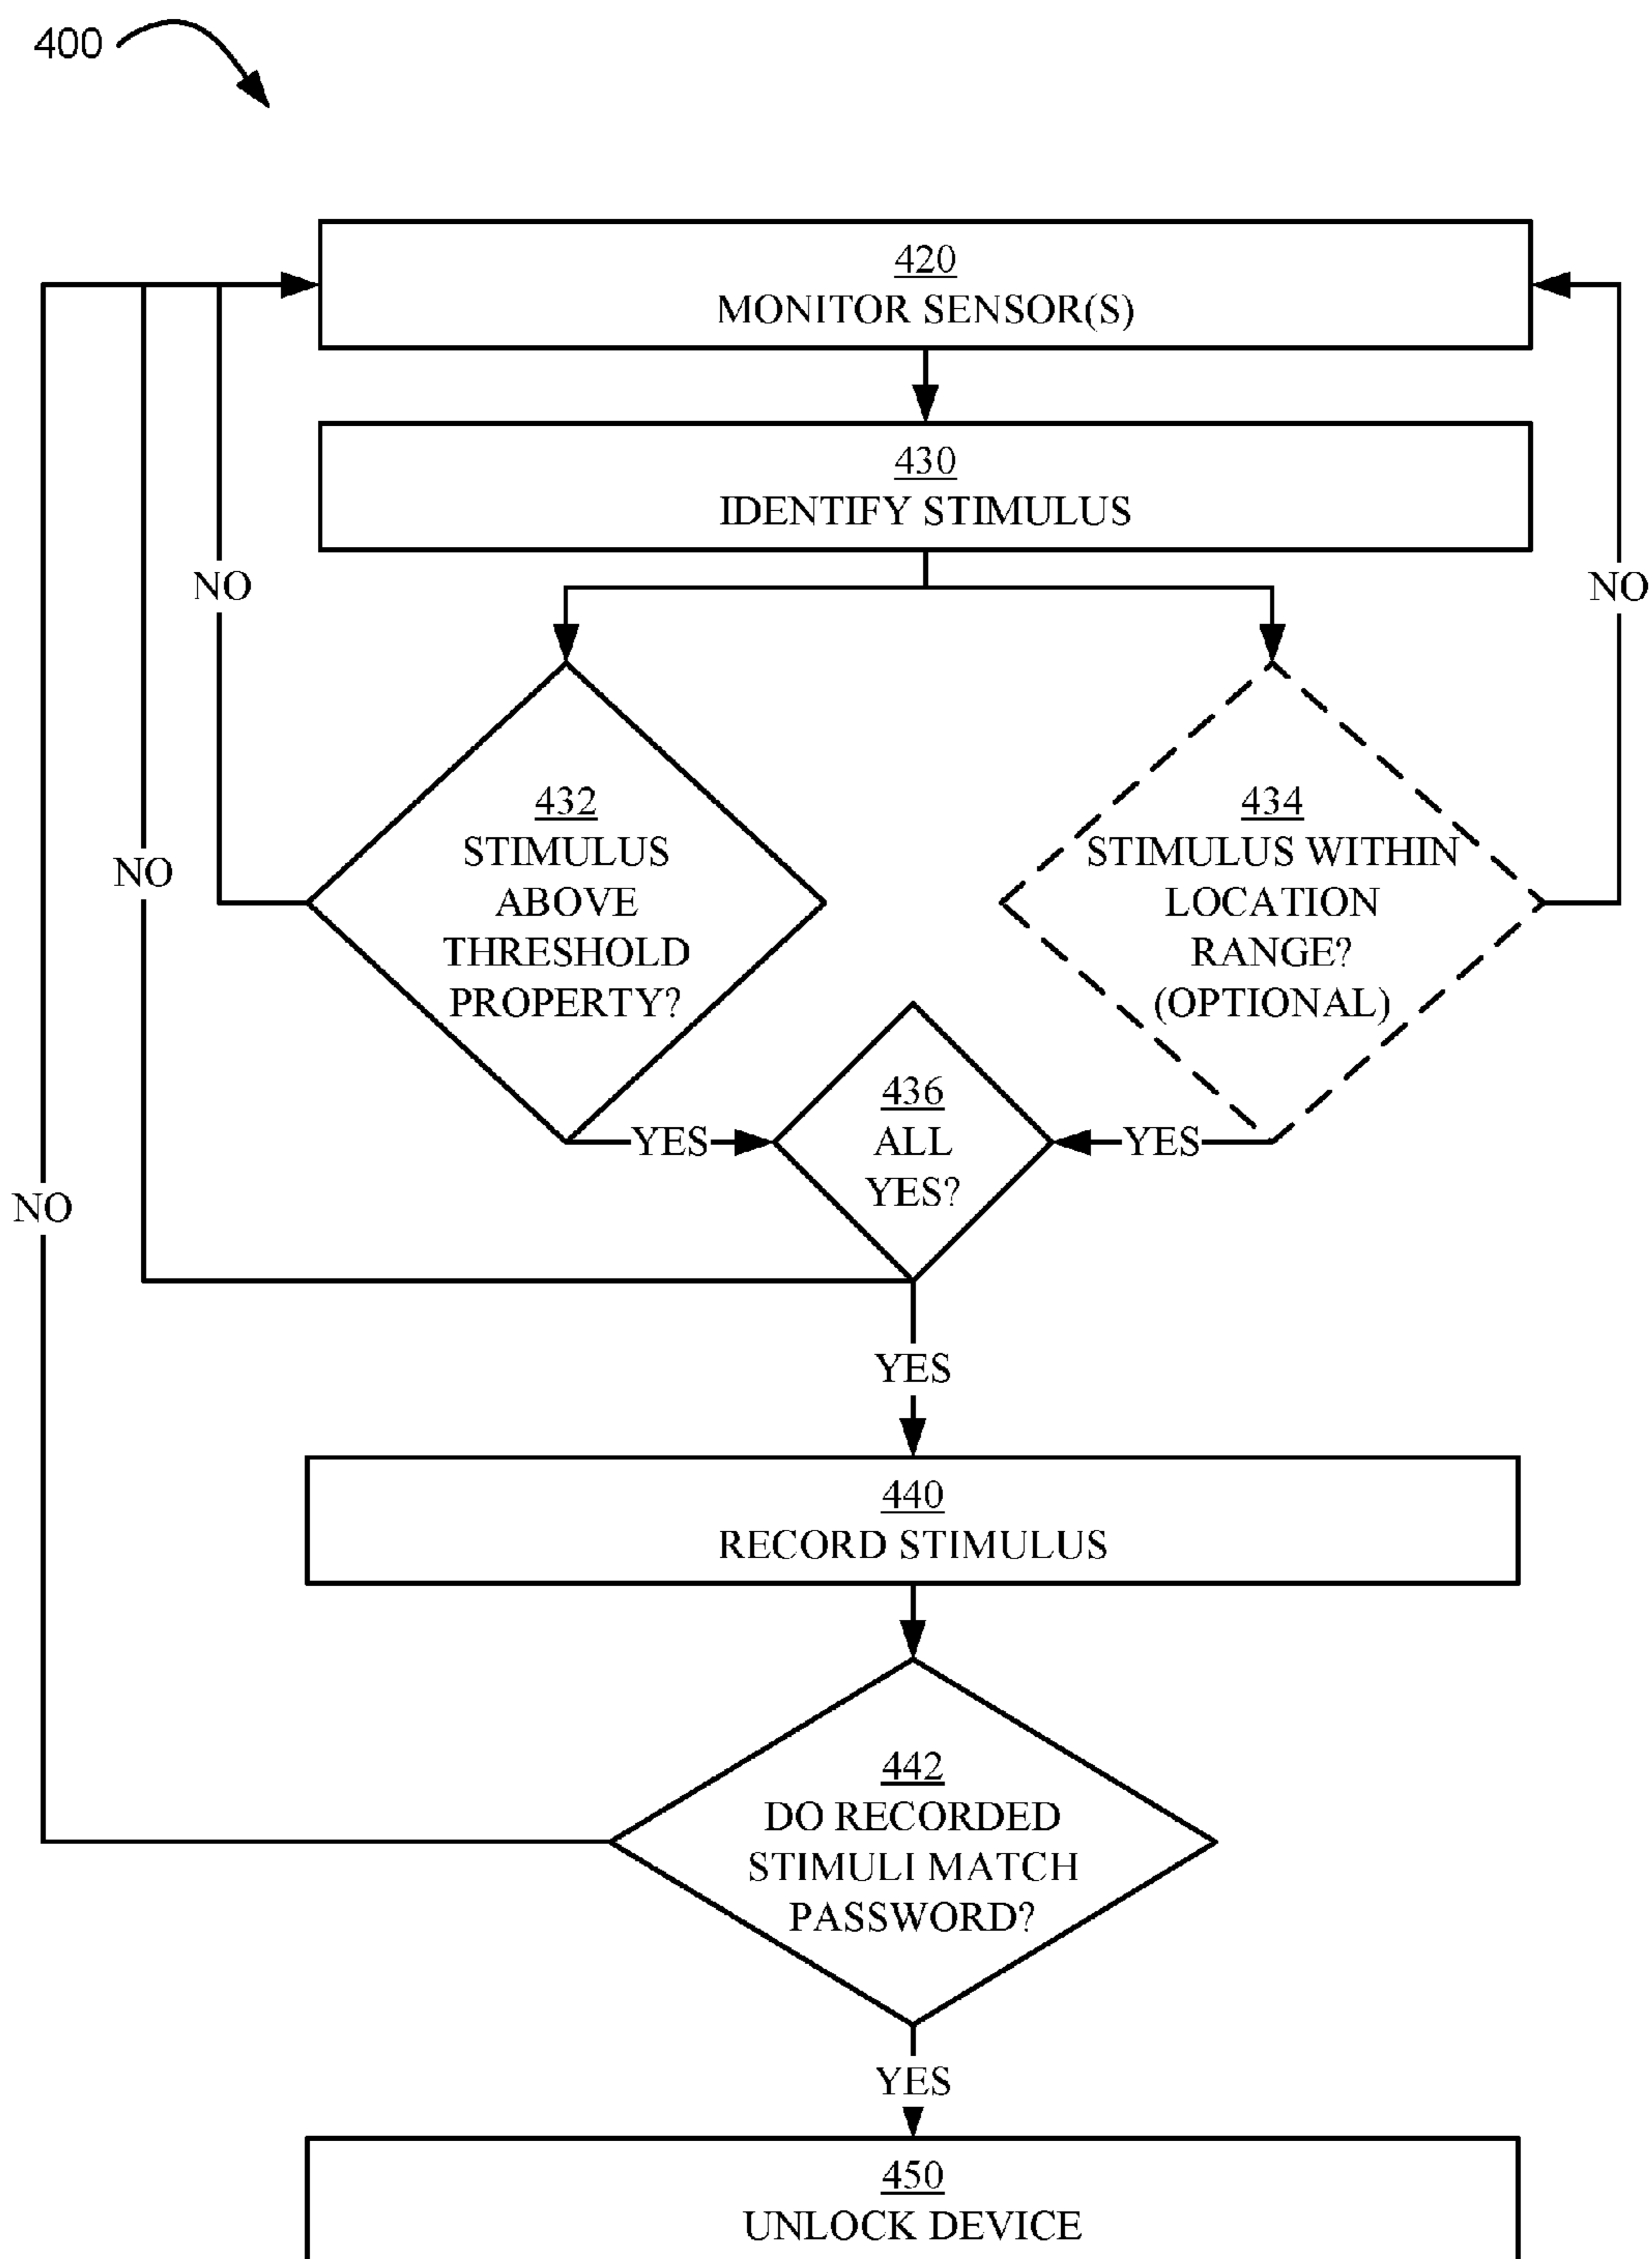 400
420
MONITOR SENSOR(S)
430
IDENTIFY STIMULUS
NO
NO
432
STIMULUS
ABOVE
THRESHOLD
PROPERTY?
434
STIMULUS WITHIN
LOCATION
RANGE?
(OPTIONAL)
NO
436
ALL
YES?
YES
YES
NO
YES
440
RECORD STIMULUS
442
DO RECORDED
STIMULI MATCH
PASSWORD?
YES
450
UNLOCK DEVICE